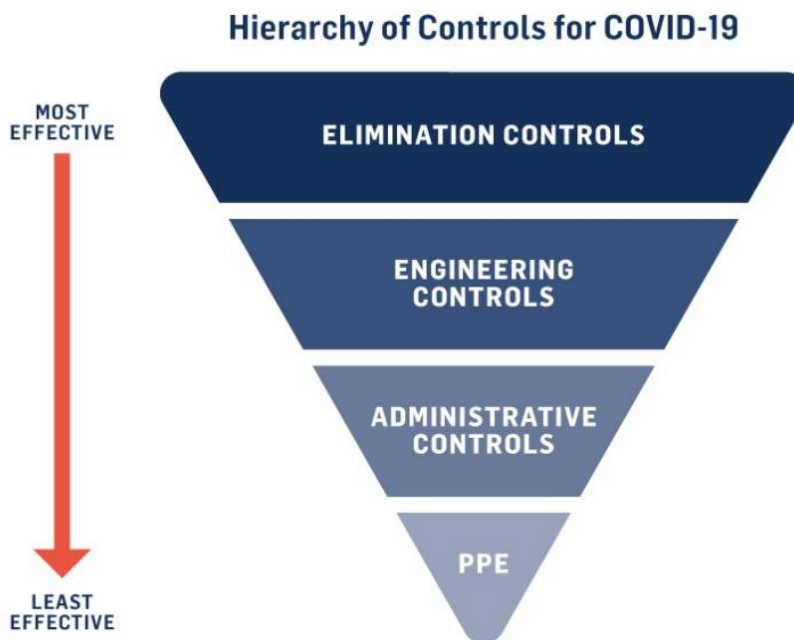 Hierarchy of Controls for COVID-19
MOST
EFFECTIVE
ELIMINATION CONTROLS
ENGINEERING
CONTROLS
ADMINISTRATIVE
CONTROLS
PPE
LEAST
EFFECTIVE